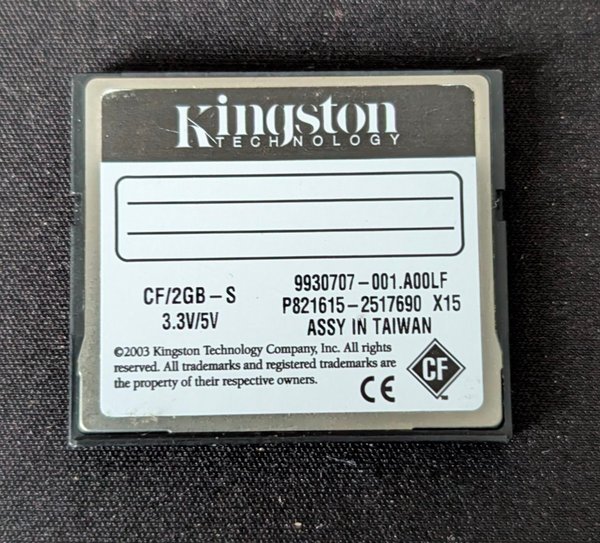 Kingston
TECHNOLOGY
CF/2GB-S
3.3V/5V
9930707-001.A00LF
P821615-2517690 X15
ASSY IN TAIWAN
©2003 Kingston Technology Company, Inc. All rights
reserved. All trademarks and registered trademarks are
the property of their respective owners.
CE
CF
™